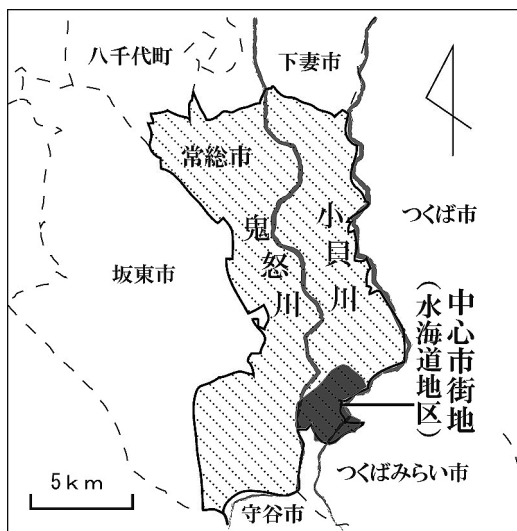 八千代町
下妻市
常総市
鬼怒川
小貝川
つくば市
坂東市
中心市街地
（水海道地区）
つくばみらい市
守谷市
5km